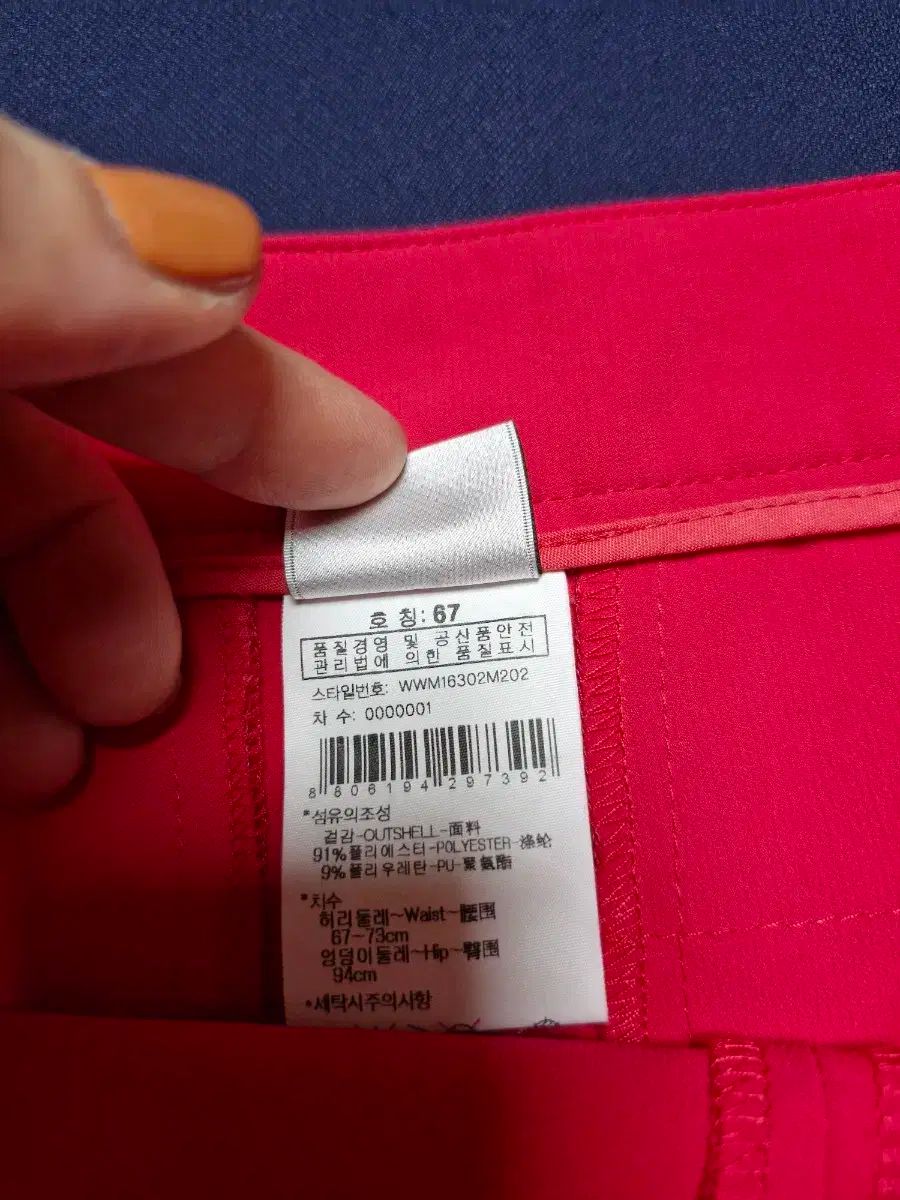 호 칭: 67
품질경영 및 공산품안전
관리법에 의한 품질표시
스타일번호: WWM16302M202
차 수: 0000001
8806194297392
*섬유의조성
겉감-OUTSHELL-面料
91%폴리에스터-POLYESTER-涤纶
9%폴리우레탄-PU-聚氨酯
*치수
허리둘레~Waist~腰围
67~73cm
엉덩이둘레~Hip~臀围
94cm
*세탁시주의사항